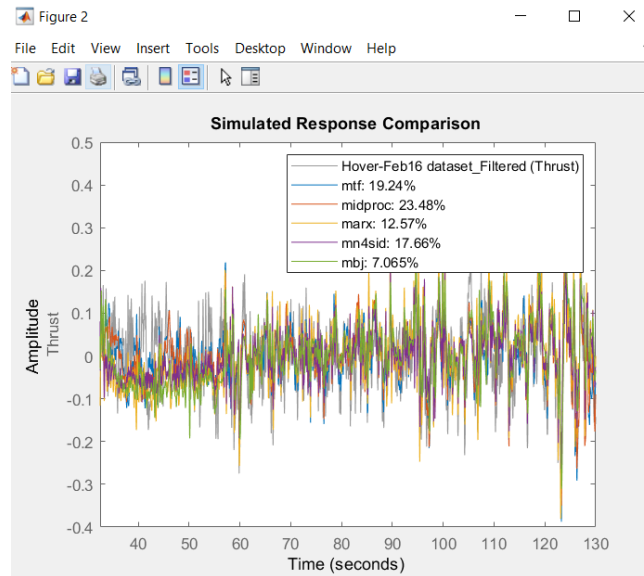 Figure 2
File Edit View Insert Tools Desktop Window Help
Simulated Response Comparison
Hover-Feb16 dataset_Filtered (Thrust)
mtf: 19.24%
midproc: 23.48%
marx: 12.57%
mn4sid: 17.66%
mbj: 7.065%
0.5
0.4
0.3
0.2
0.1
0
-0.1
-0.2
-0.3
-0.4
Amplitude
Thrust
40 50 60 70 80 90 100 110 120 130
Time (seconds)